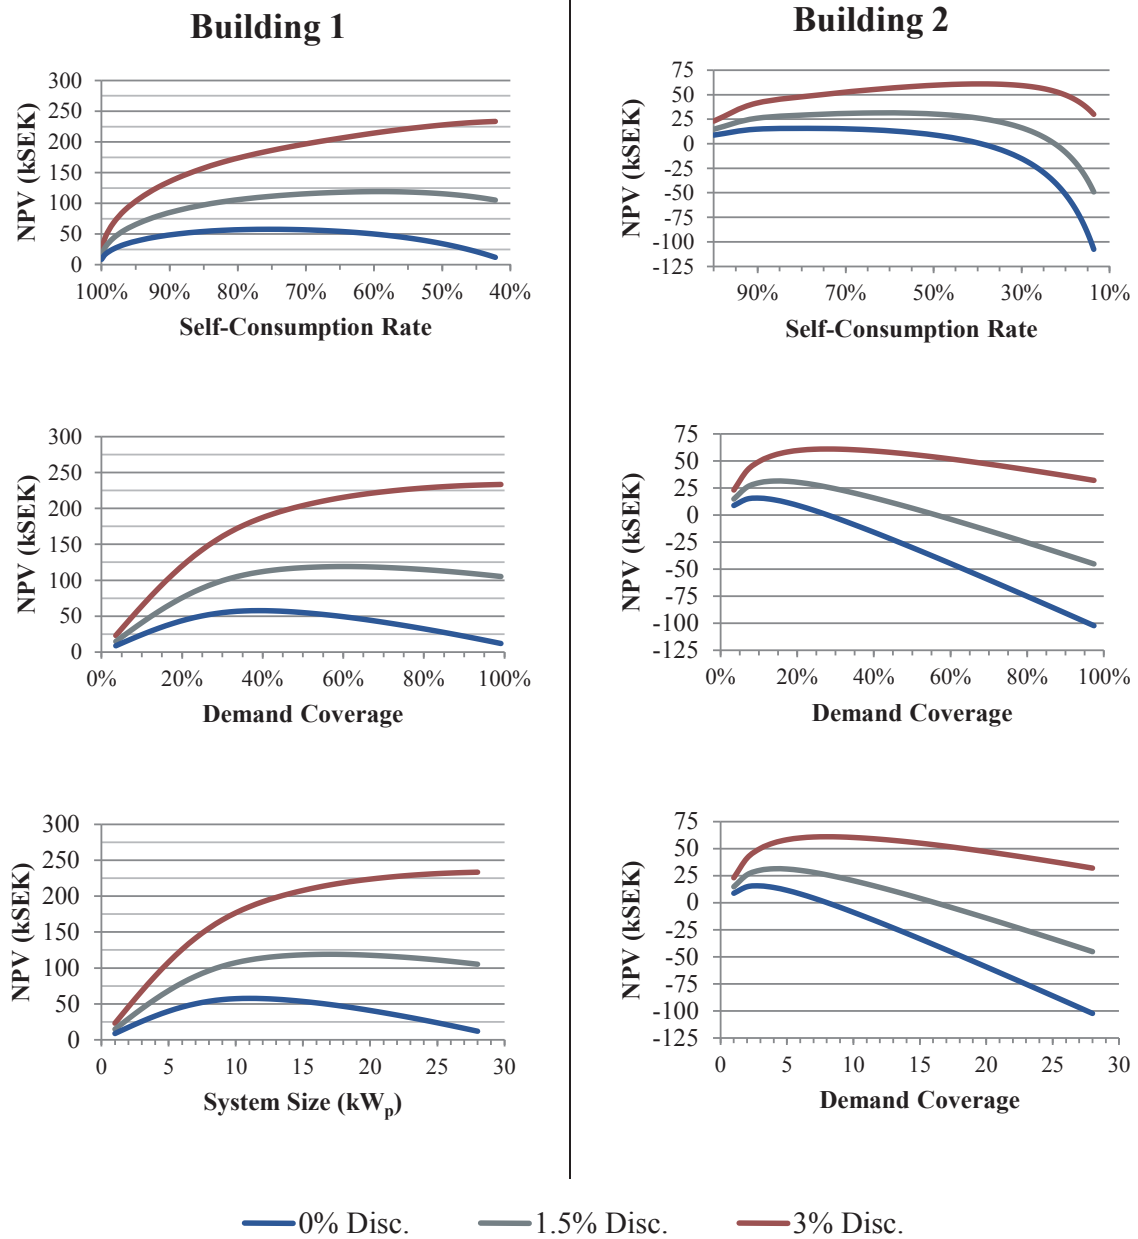 Building 1
300
250
200
150
100
50
0
NPV (kSEK)
100% 90% 80% 70% 60% 50% 40%
Self-Consumption Rate
300
250
200
150
100
50
0
NPV (kSEK)
0% 20% 40% 60% 80% 100%
Demand Coverage
300
250
200
150
100
50
0
NPV (kSEK)
0 5 10 15 20 25 30
System Size (kWp)
Building 2
75
50
25
0
-25
-50
-75
-100
-125
NPV (kSEK)
90% 70% 50% 30% 10%
Self-Consumption Rate
75
50
25
0
-25
-50
-75
-100
-125
NPV (kSEK)
0% 20% 40% 60% 80% 100%
Demand Coverage
75
50
25
0
-25
-50
-75
-100
-125
NPV (kSEK)
0 5 10 15 20 25 30
Demand Coverage
0% Disc. 1.5% Disc. 3% Disc.